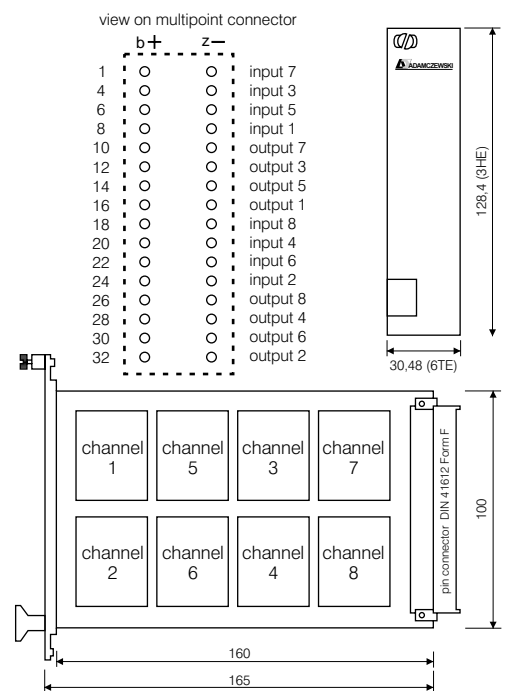 view on multipoint connector
b+ z−
1 input 7
4 input 3
6 input 5
8 input 1
10 output 7
12 output 3
14 output 5
16 output 1
18 input 8
20 input 4
22 input 6
24 input 2
26 output 8
28 output 4
30 output 6
32 output 2
ADAMCZEWSKI
128,4 (3HE)
30,48 (6TE)
channel 1
channel 5
channel 3
channel 7
channel 2
channel 6
channel 4
channel 8
pin connector DIN 41612 Form F
100
160
165